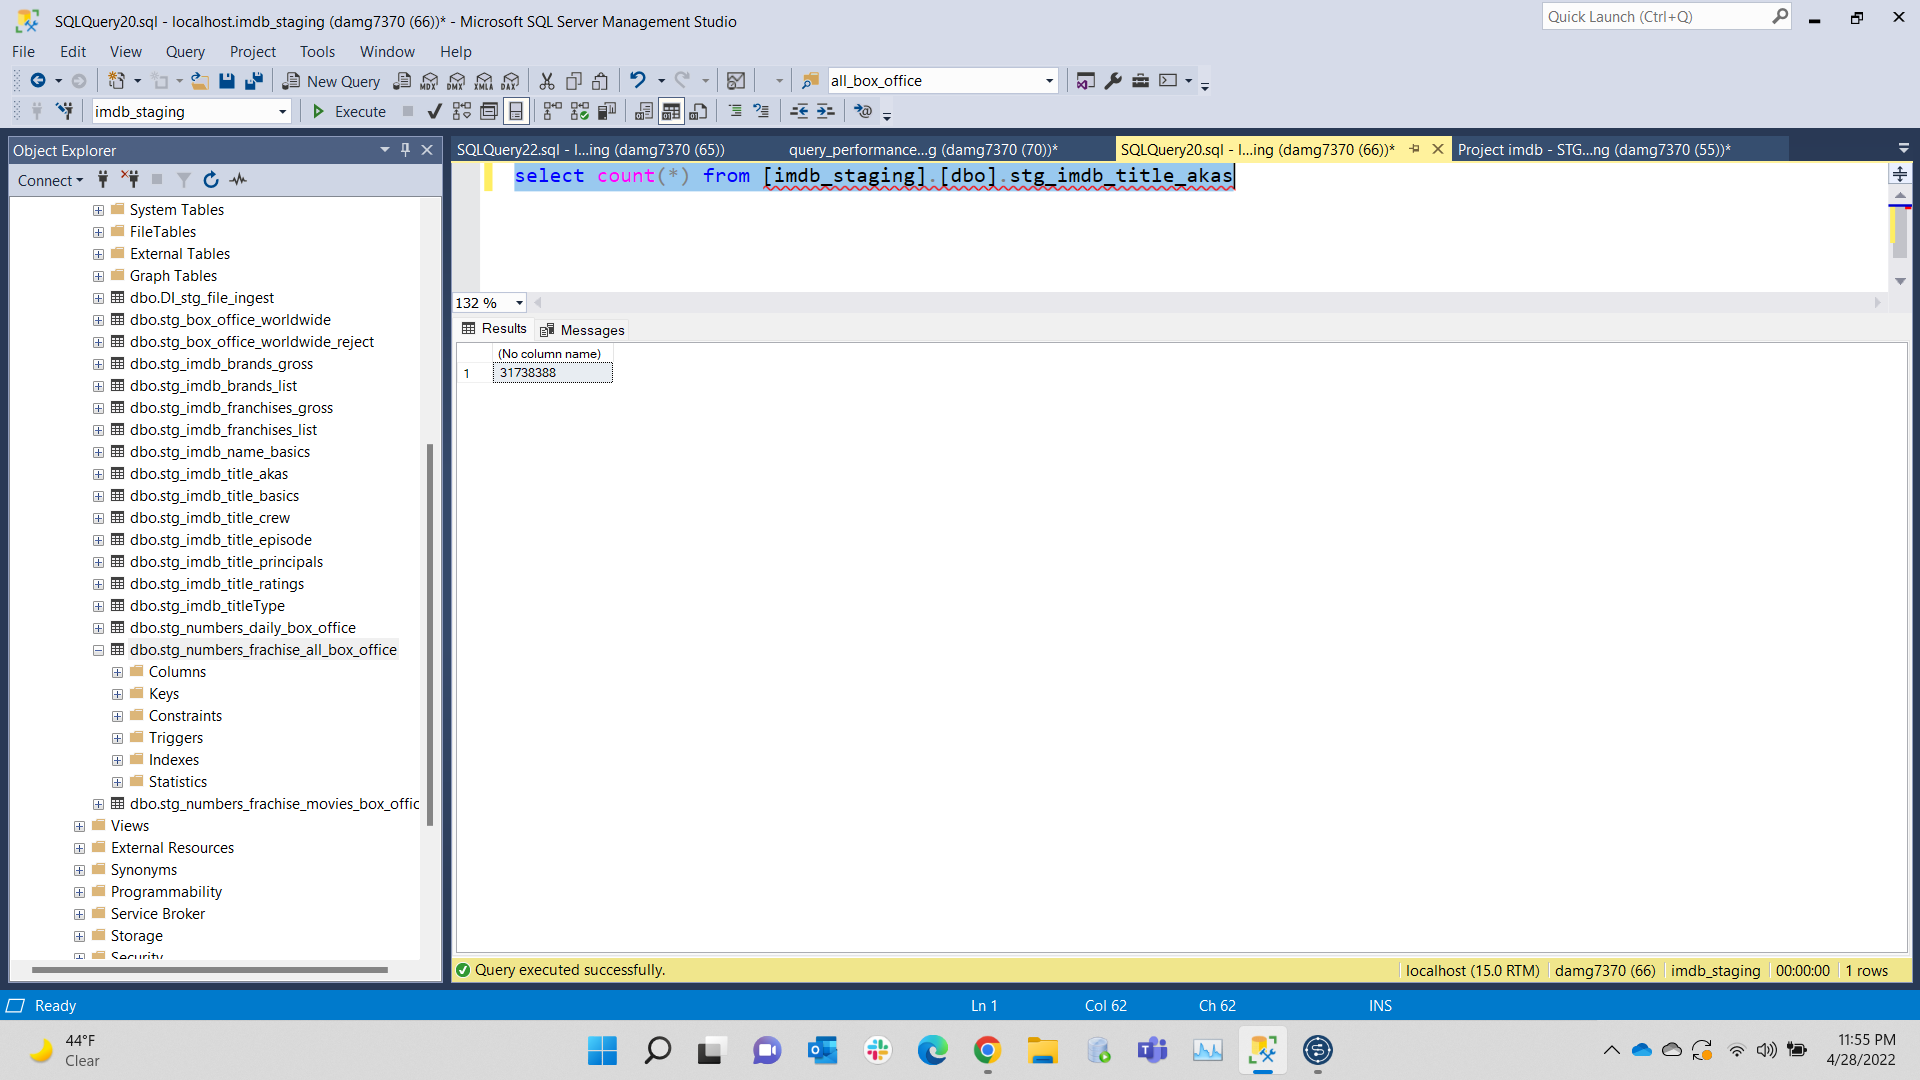 SQLQuery20.sql - localhost.imdb_staging (damg7370 (66))* - Microsoft SQL Server Management Studio
Quick Launch (Ctrl+Q)
File Edit View Query Project Tools Window Help
New Query MDX DMX XMLA DAX all_box_office
imdb_staging Execute
Object Explorer
SQLQuery22.sql - l...ing (damg7370 (65))
query_performance...g (damg7370 (70))*
SQLQuery20.sql - l...ing (damg7370 (66))*
Project imdb - STG...ng (damg7370 (55))*
Connect
System Tables
FileTables
External Tables
Graph Tables
dbo.DI_stg_file_ingest
dbo.stg_box_office_worldwide
dbo.stg_box_office_worldwide_reject
dbo.stg_imdb_brands_gross
dbo.stg_imdb_brands_list
dbo.stg_imdb_franchises_gross
dbo.stg_imdb_franchises_list
dbo.stg_imdb_name_basics
dbo.stg_imdb_title_akas
dbo.stg_imdb_title_basics
dbo.stg_imdb_title_crew
dbo.stg_imdb_title_episode
dbo.stg_imdb_title_principals
dbo.stg_imdb_title_ratings
dbo.stg_imdb_titleType
dbo.stg_numbers_daily_box_office
dbo.stg_numbers_frachise_all_box_office
Columns
Keys
Constraints
Triggers
Indexes
Statistics
dbo.stg_numbers_frachise_movies_box_offic
Views
External Resources
Synonyms
Programmability
Service Broker
Storage
Security
select count(*) from [imdb_staging].[dbo].stg_imdb_title_akas
132 %
Results Messages
(No column name)
1 31738388
Query executed successfully.
localhost (15.0 RTM) damg7370 (66) imdb_staging 00:00:00 1 rows
Ready Ln 1 Col 62 Ch 62 INS
44°F
Clear
11:55 PM
4/28/2022